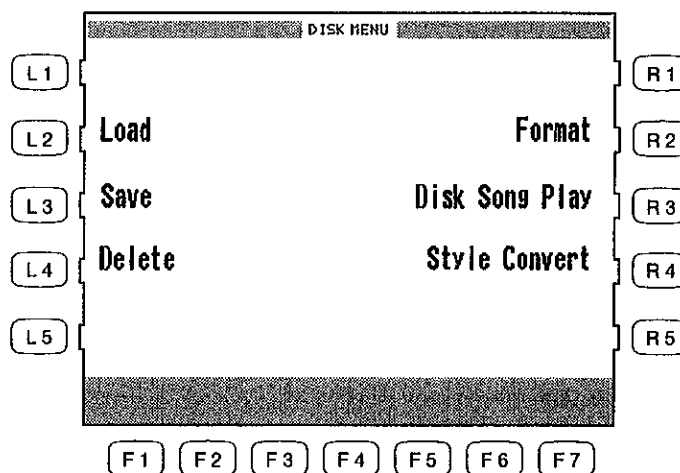 DISK MENU
L1 R1
L2 Load Format R2
L3 Save Disk Song Play R3
L4 Delete Style Convert R4
L5 R5
F1 F2 F3 F4 F5 F6 F7